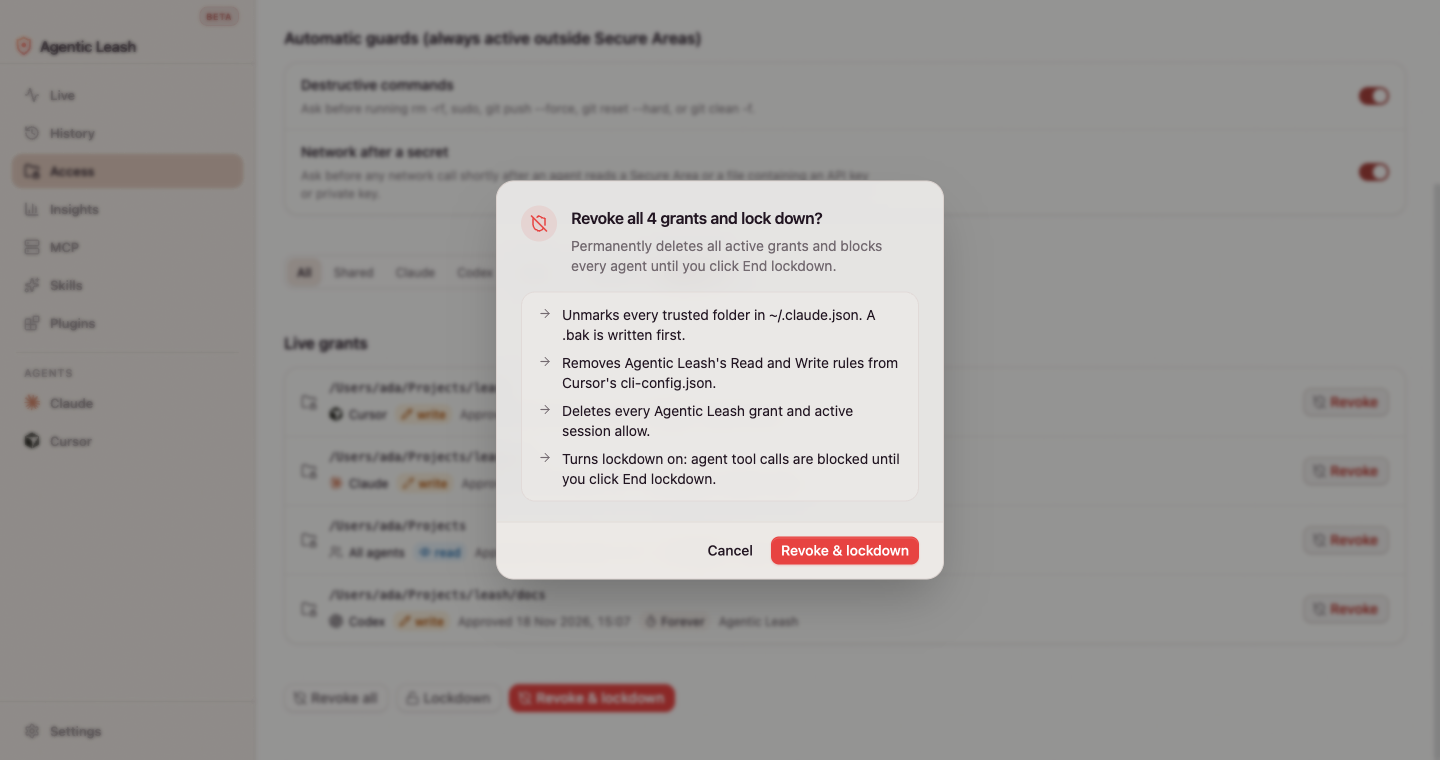 BETA
Agentic Leash
Live
History
Access
Insights
MCP
Skills
Plugins
AGENTS
Claude
Cursor
Settings
Automatic guards (always active outside Secure Areas)
Destructive commands
Ask before running rm -rf, sudo, git push --force, git reset --hard, or git clean -f.
Network after a secret
Ask before any network call shortly after an agent reads a Secure Area or a file containing an API key
or private key.
All
Shared
Claude
Codex
Live grants
/Users/ada/Projects/lea
Cursor
write
Revoke
/Users/ada/Projects/lea
Claude
write
Revoke
/Users/ada/Projects
All agents
read
Revoke
/Users/ada/Projects/leash/docs
Codex
write
Approved 18 Nov 2026, 15:07
Forever
Agentic Leash
Revoke
Revoke all
Lockdown
Revoke & lockdown
Revoke all 4 grants and lock down?
Permanently deletes all active grants and blocks
every agent until you click End lockdown.
Unmarks every trusted folder in ~/.claude.json. A
.bak is written first.
Removes Agentic Leash's Read and Write rules from
Cursor's cli-config.json.
Deletes every Agentic Leash grant and active
session allow.
Turns lockdown on: agent tool calls are blocked until
you click End lockdown.
Cancel
Revoke & lockdown